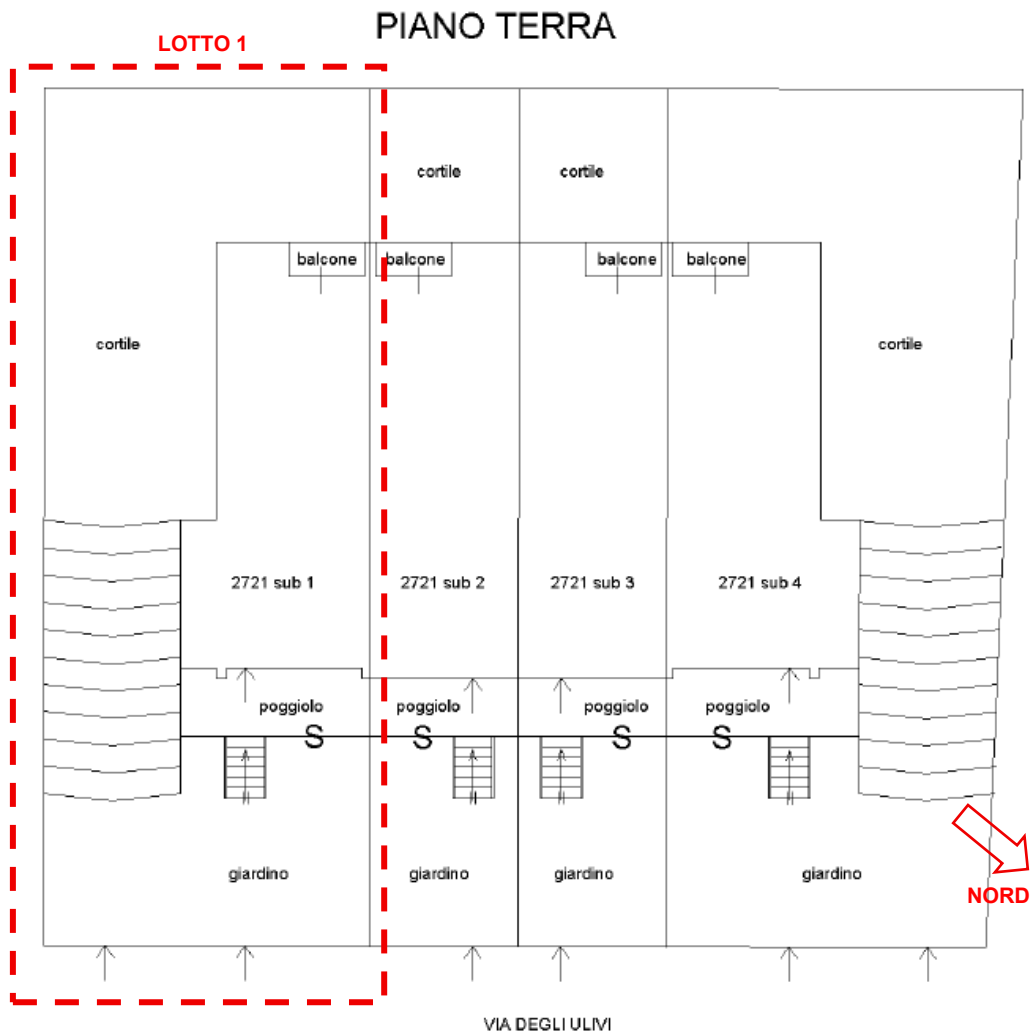 PIANO TERRA
LOTTO 1
cortile cortile
balcone balcone balcone balcone
cortile cortile
2721 sub 1 2721 sub 2 2721 sub 3 2721 sub 4
poggiolo poggiolo poggiolo poggiolo
S S S S
giardino giardino giardino giardino
NORD
VIA DEGLI ULIVI